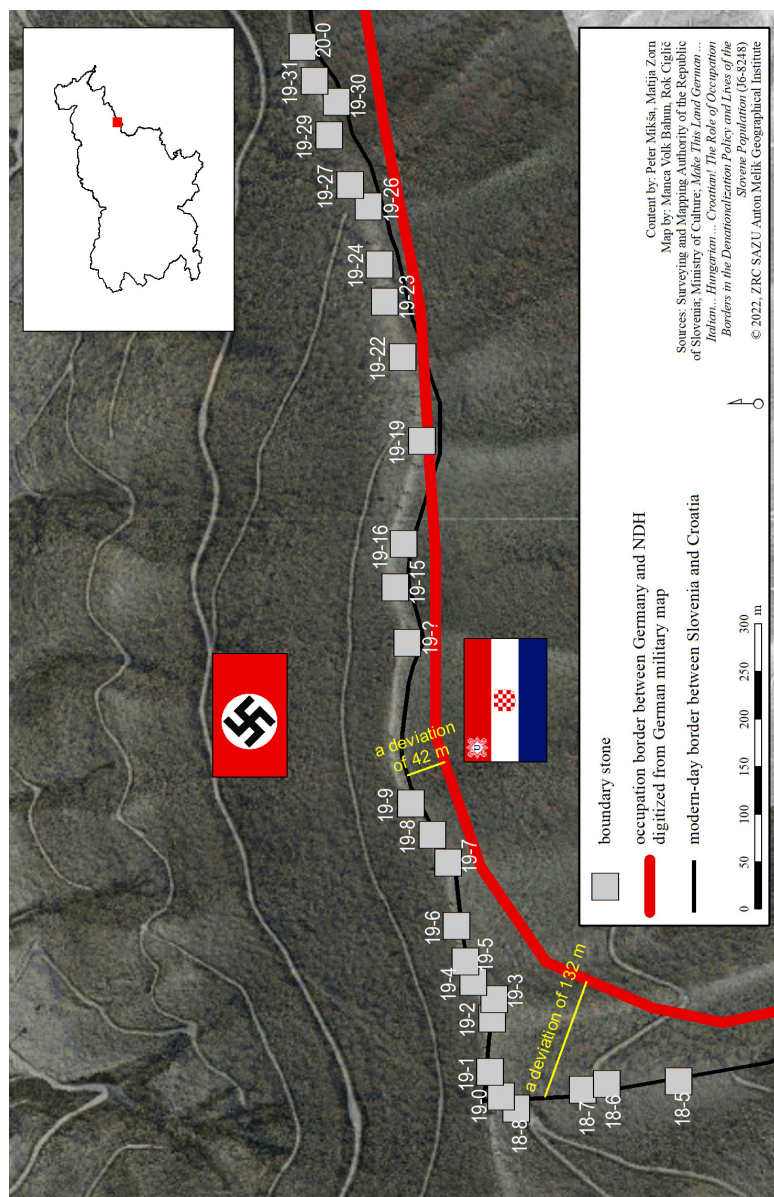 20-0
19-31
19-30
19-29
19-27
19-26
19-24
19-23
19-22
19-19
19-16
19-15
19-?
a deviation
of 42 m
19-9
19-8
19-7
19-6
19-5
19-4
19-3
19-2
19-1
19-0
18-8
a deviation of 132 m
18-7
18-6
18-5
U
boundary stone
occupation border between Germany and NDH
digitized from German military map
modern-day border between Slovenia and Croatia
0 50 100 150 200 250 300
m
Content by: Peter Mikša, Matija Zorn
Map by: Manca Volk Bahun, Rok Ciglič
Sources: Surveying and Mapping Authority of the Republic
of Slovenia; Ministry of Culture; Make This Land German ...
Italian... Hungarian ... Croatian! The Role of Occupation
Borders in the Denationalization Policy and Lives of the
Slovene Population (J6-8248)
© 2022, ZRC SAZU Anton Melik Geographical Institute